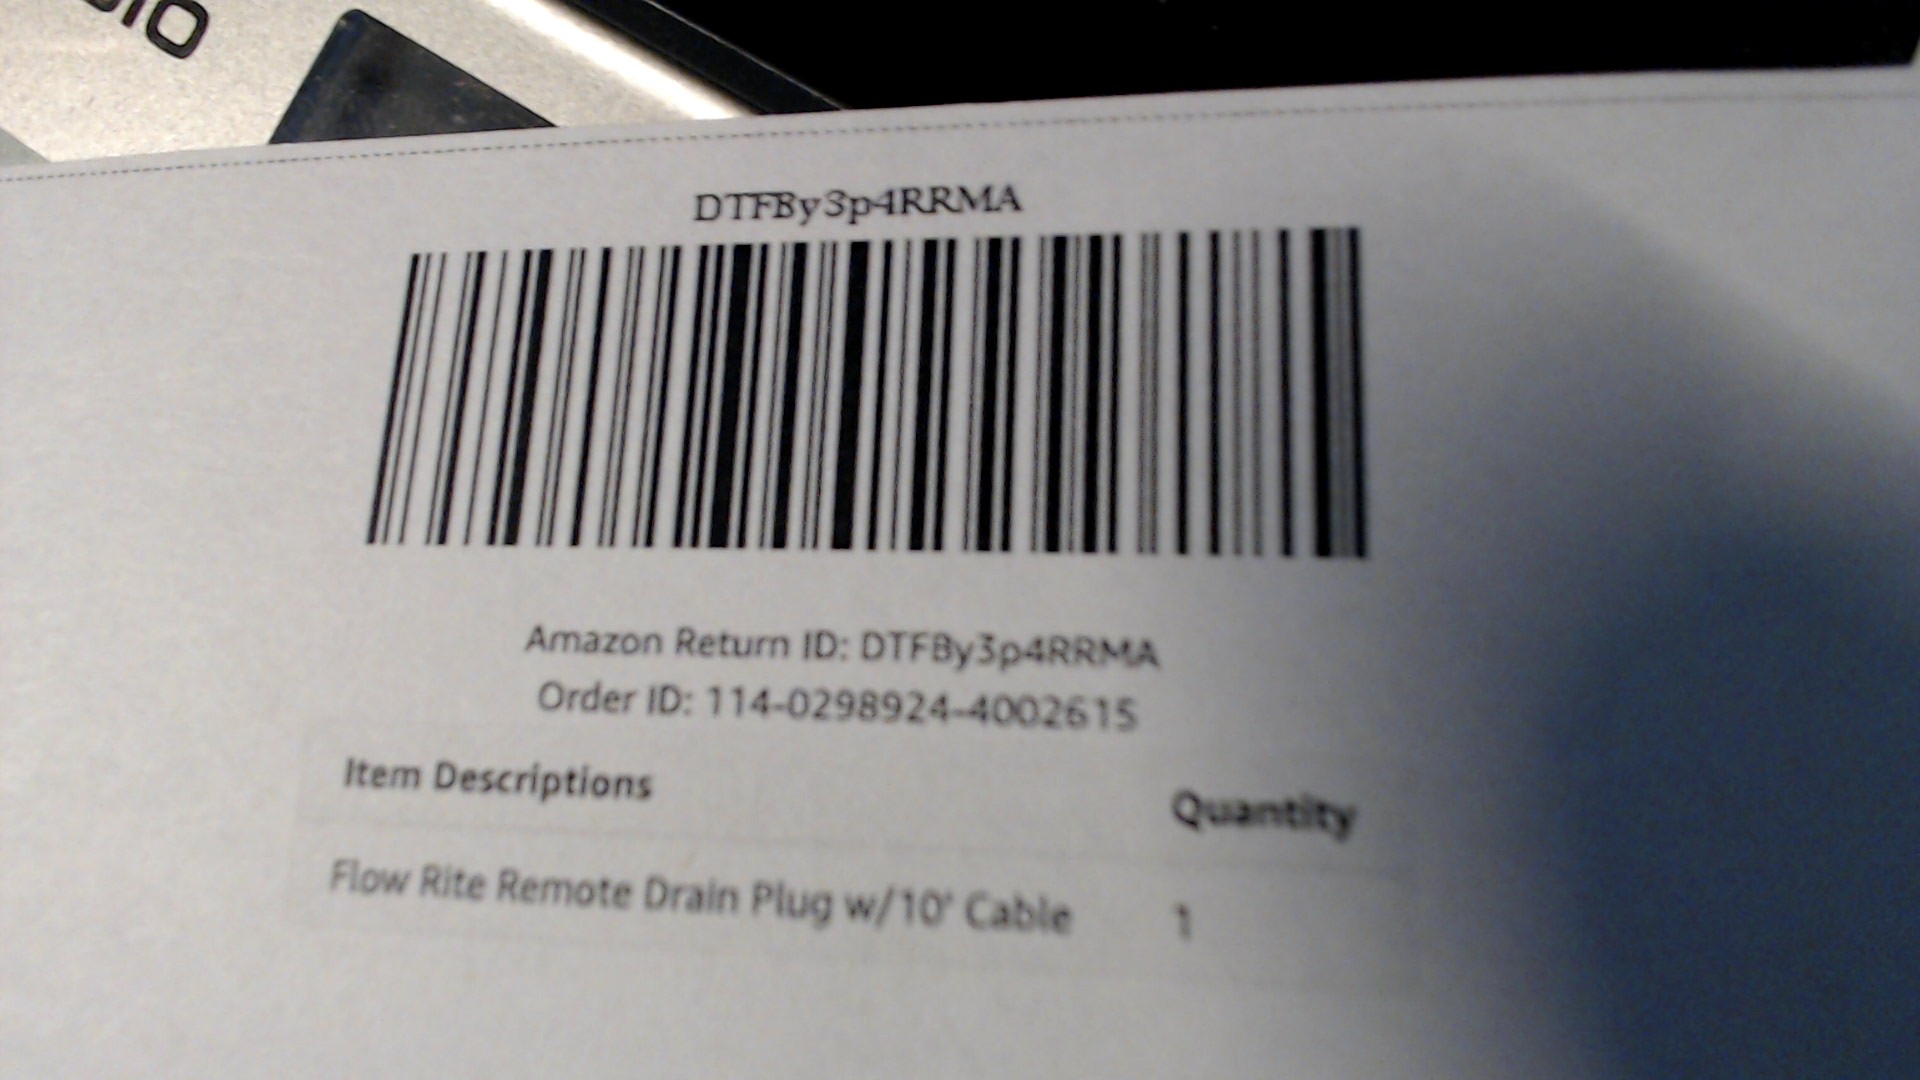 DTFBy3p4RRMA
Amazon Return ID: DTFBy3p4RRMA
Order ID: 114-0298924-4002615
Item Descriptions Quantity
Flow Rite Remote Drain Plug w/10' Cable 1